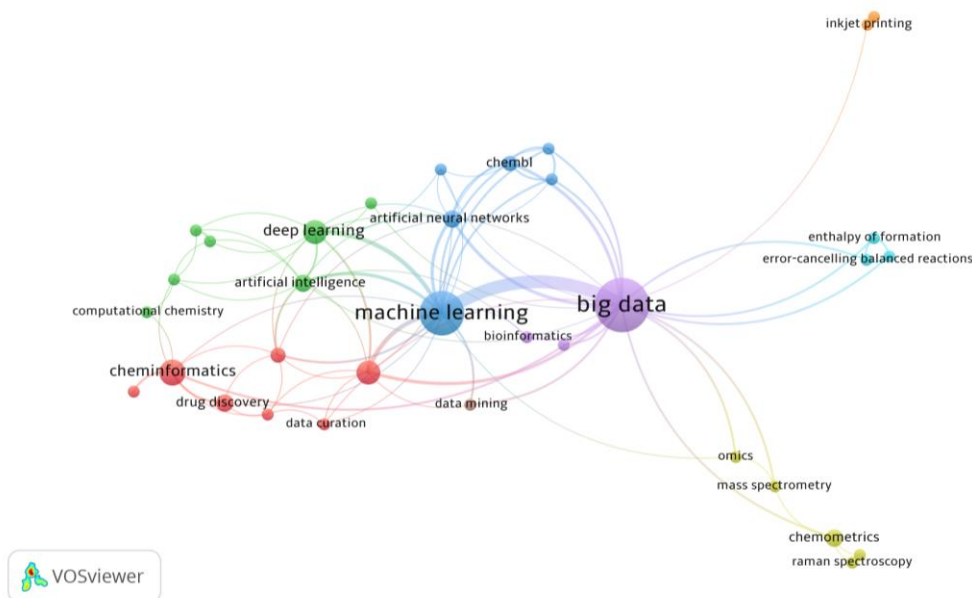 inkjet printing
chembl
artificial neural networks
deep learning
enthalpy of formation
error-cancelling balanced reactions
artificial intelligence
computational chemistry
machine learning
big data
bioinformatics
cheminformatics
drug discovery
data mining
data curation
omics
mass spectrometry
chemometrics
raman spectroscopy
VOSviewer